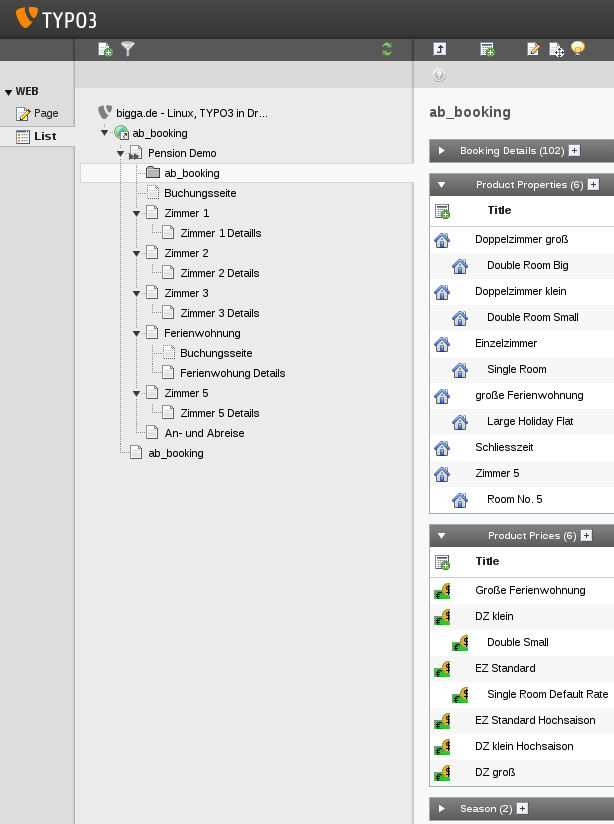 TYPO3
WEB
Page
List
bigga.de - Linux, TYPO3 in Dr...
ab_booking
Pension Demo
ab_booking
Buchungsseite
Zimmer 1
Zimmer 1 Detaills
Zimmer 2
Zimmer 2 Details
Zimmer 3
Zimmer 3 Details
Ferienwohnung
Buchungsseite
Ferienwohung Details
Zimmer 5
Zimmer 5 Details
An- und Abreise
ab_booking
ab_booking
Booking Details (102)
Product Properties (6)
Title
Doppelzimmer groß
Double Room Big
Doppelzimmer klein
Double Room Small
Einzelzimmer
Single Room
große Ferienwohnung
Large Holiday Flat
Schliesszeit
Zimmer 5
Room No. 5
Product Prices (6)
Title
Große Ferienwohnung
DZ klein
Double Small
EZ Standard
Single Room Default Rate
EZ Standard Hochsaison
DZ klein Hochsaison
DZ groß
Season (2)